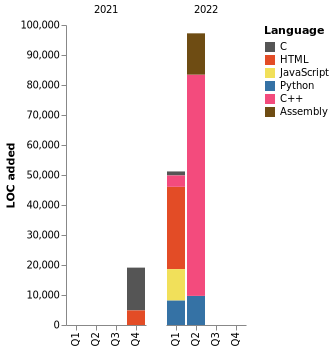 2021 2022
Language
C
HTML
JavaScript
Python
C++
Assembly
LOC added
100,000
90,000
80,000
70,000
60,000
50,000
40,000
30,000
20,000
10,000
0
Q1 Q2 Q3 Q4 Q1 Q2 Q3 Q4